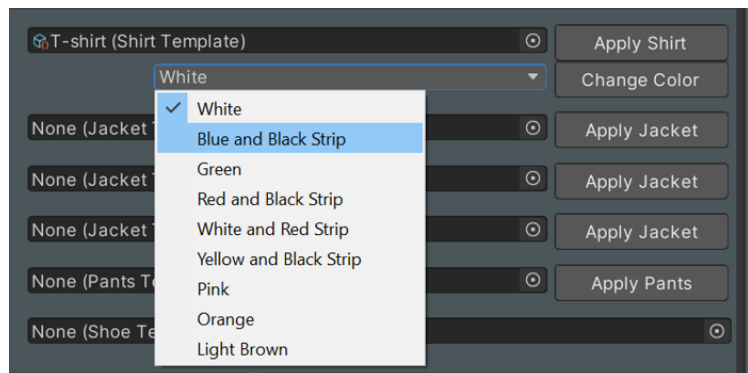 T-shirt (Shirt Template)
Apply Shirt
White
Change Color
White
Blue and Black Strip
Green
Red and Black Strip
White and Red Strip
Yellow and Black Strip
Pink
Orange
Light Brown
None (Jacket
Apply Jacket
None (Jacket
Apply Jacket
None (Jacket
Apply Jacket
None (Pants
Apply Pants
None (Shoe